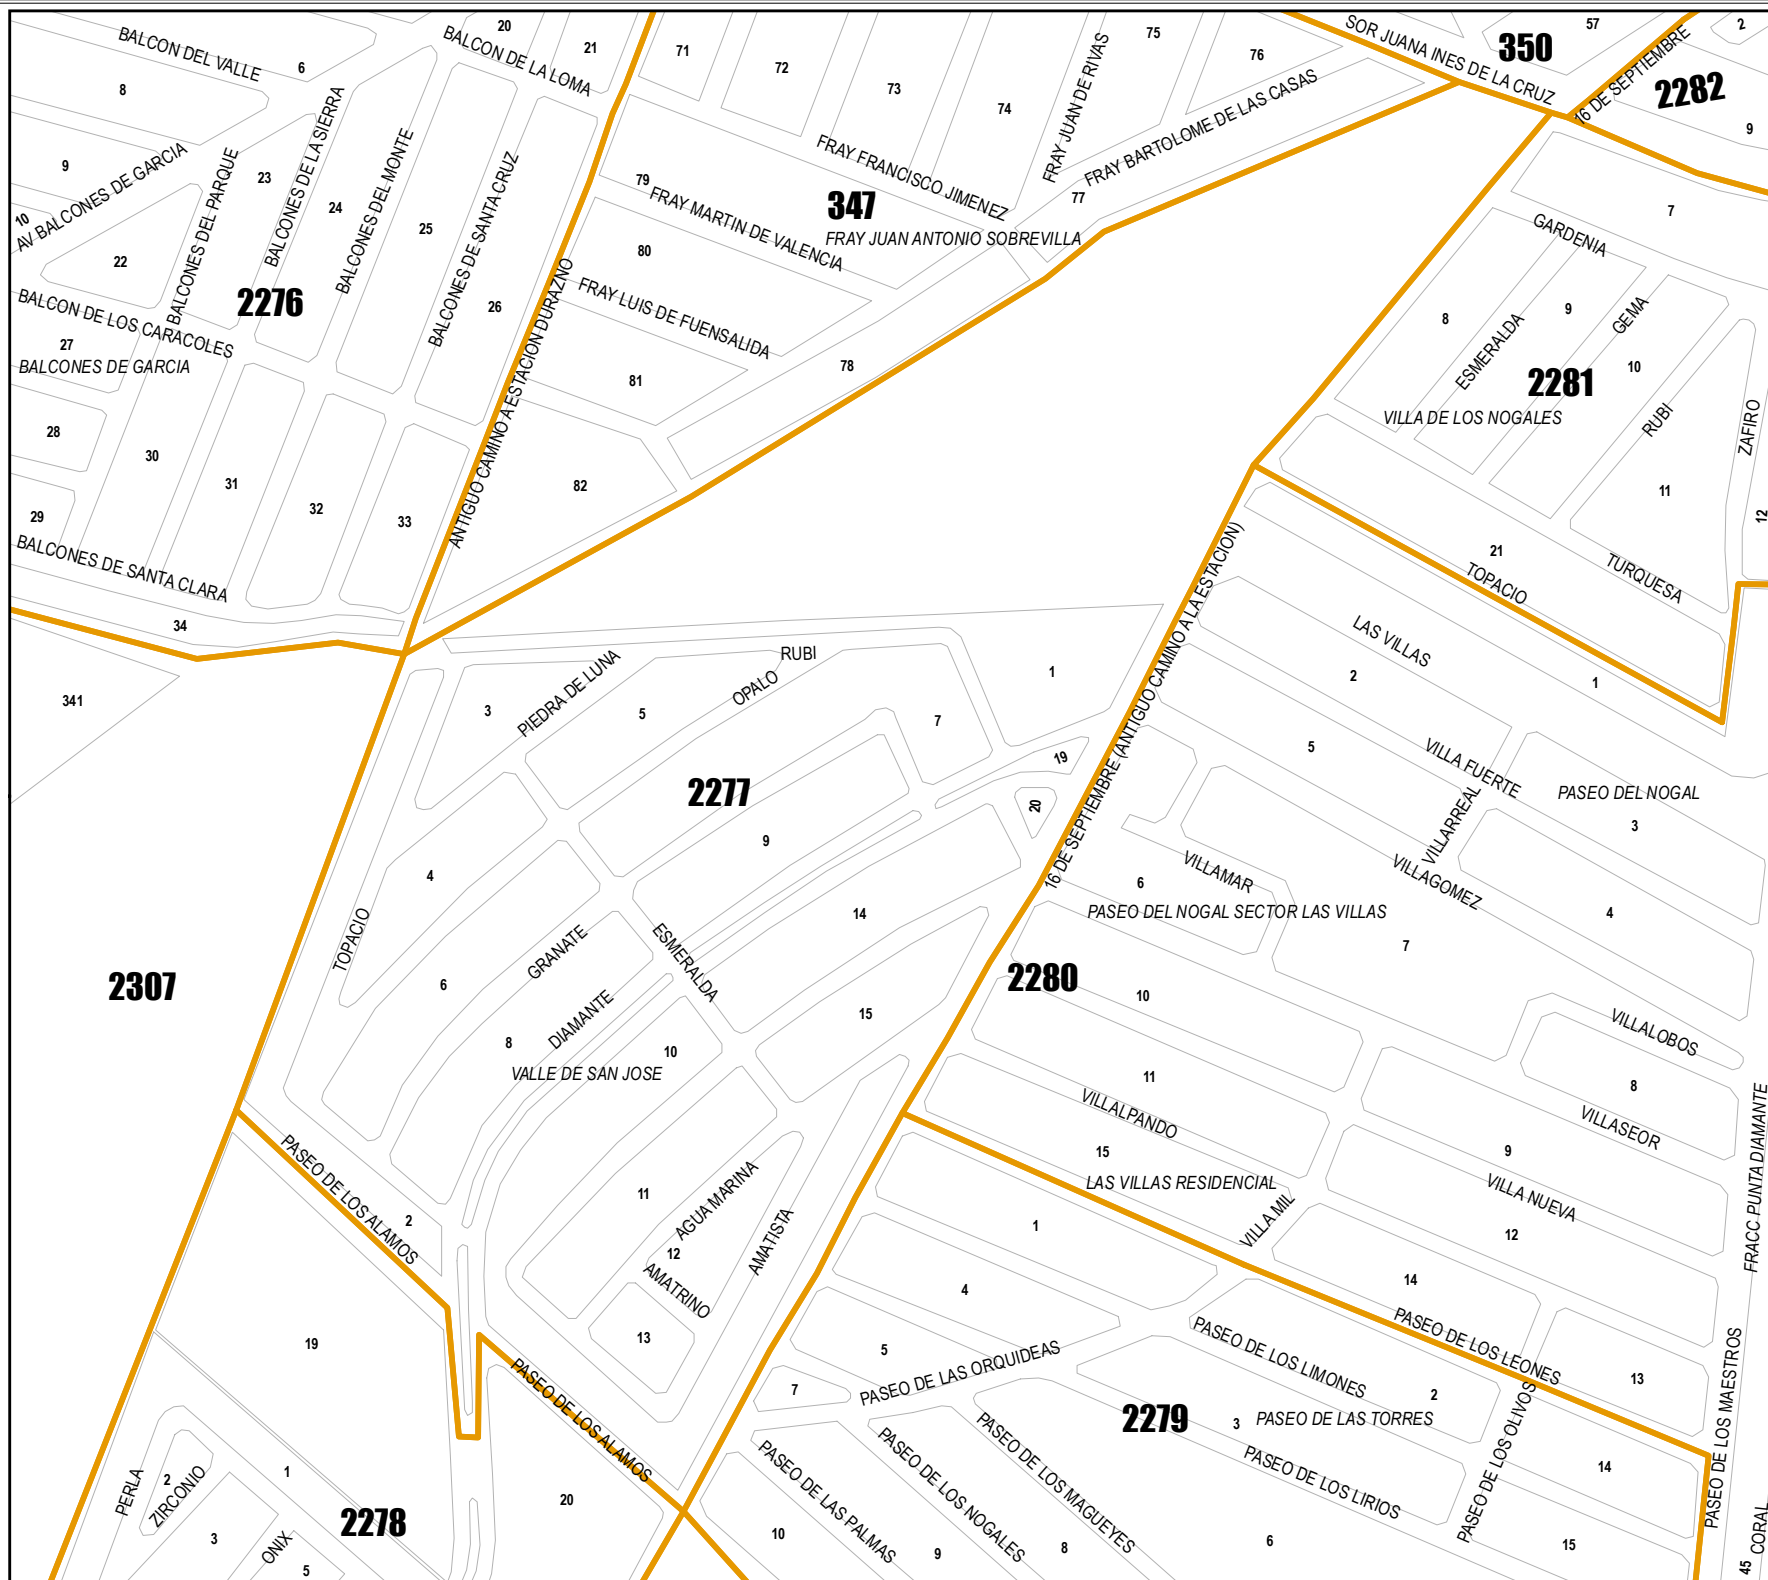 BALCON DEL VALLE
6
20
BALCON DE LA LOMA
21
71
72
73
74
75
76
FRAY JUAN DE RIVAS
FRAY BARTOLOME DE LAS CASAS
SOR JUANA INES DE LA CRUZ
350
57
16 DE SEPTIEMBRE
2
2282
9
8
9
10
AV BALCONES DE GARCIA
22
BALCONES DEL PARQUE
23
BALCONES DE LA SIERRA
24
BALCONES DEL MONTE
25
BALCONES DE SANTA CRUZ
26
2276
BALCON DE LOS CARACOLES
27
BALCONES DE GARCIA
28
29
30
31
32
33
BALCONES DE SANTA CLARA
34
341
ANTIGUO CAMINO A ESTACION DURAZNO
79
FRAY FRANCISCO JIMENEZ
347
FRAY MARTIN DE VALENCIA
FRAY JUAN ANTONIO SOBREVILLA
77
80
FRAY LUIS DE FUENSALIDA
81
78
82
7
GARDENIA
8
ESMERALDA
9
GEMA
10
2281
VILLA DE LOS NOGALES
RUBI
11
ZAFIRO
12
21
TOPACIO
TURQUESA
16 DE SEPTIEMBRE (ANTIGUO CAMINO A LA ESTACION)
LAS VILLAS
1
2
5
VILLA FUERTE
PASEO DEL NOGAL
3
VILLARREAL
VILLAGOMEZ
4
VILLAMAR
6
PASEO DEL NOGAL SECTOR LAS VILLAS
7
2280
10
VILLALOBOS
8
11
VILLALPANDO
VILLASEOR
9
15
LAS VILLAS RESIDENCIAL
VILLA MIL
VILLA NUEVA
12
14
PASEO DE LOS LEONES
13
FRACC. PUNTA DIAMANTE
PASEO DE LOS MAESTROS
45
CORAL
RUBI
PIEDRA DE LUNA
OPALO
3
5
1
7
19
20
2277
9
4
TOPACIO
14
ESMERALDA
GRANATE
6
DIAMANTE
8
10
15
VALLE DE SAN JOSE
2307
PASEO DE LOS ALAMOS
2
11
AGUAMARINA
12
AMATRINO
AMATISTA
13
19
PASEO DE LOS ALAMOS
PERLA
2
ZIRCONIO
1
2278
3
ONIX
5
20
1
4
5
7
PASEO DE LAS ORQUIDEAS
PASEO DE LOS LIMONES
2
2279
3
PASEO DE LAS TORRES
PASEO DE LOS OLIVOS
14
PASEO DE LAS PALMAS
PASEO DE LOS NOGALES
PASEO DE LOS MAGUEYES
PASEO DE LOS LIRIOS
10
9
8
6
15